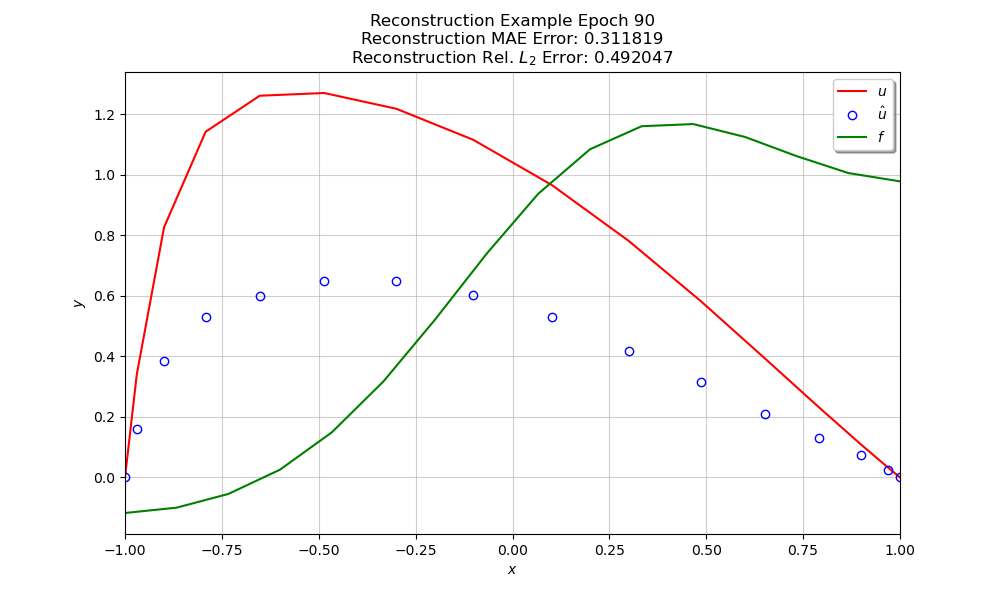 Reconstruction Example Epoch 90
Reconstruction MAE Error: 0.311819
Reconstruction Rel. $L_2$ Error: 0.492047
u
û
f
1.2
1.0
0.8
0.6
0.4
0.2
0.0
y
−1.00 −0.75 −0.50 −0.25 0.00 0.25 0.50 0.75 1.00
x